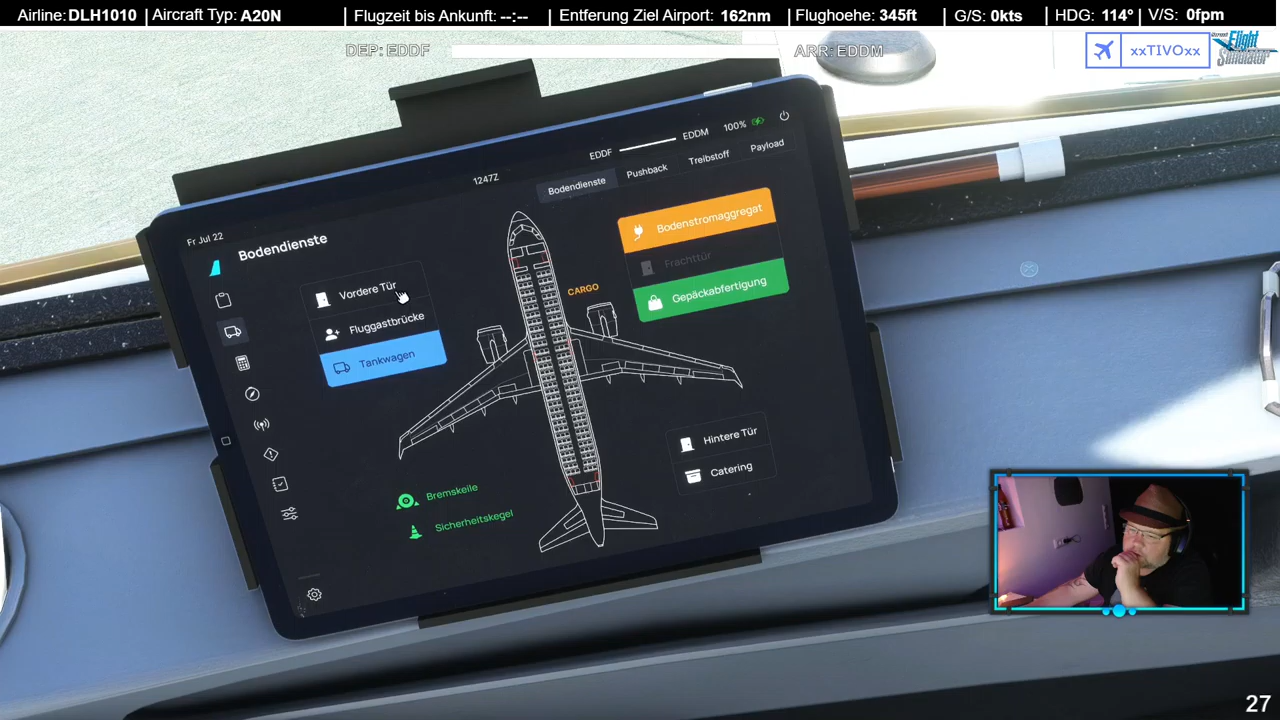 Airline: DLH1010 | Aircraft Typ: A20N | Flugzeit bis Ankunft: --:-- | Entferung Ziel Airport: 162nm | Flughoehe: 345ft | G/S: 0kts | HDG: 114° | V/S: 0fpm
DEP: EDDF ARR: EDDM
xxTIVOxx
Flight Simulator
1247Z EDDF EDDM 100%
Bodendienste Pushback Treibstoff Payload
Fr Jul 22
Bodendienste
Vordere Tür
Fluggastbrücke
Tankwagen
CARGO
Bodenstromaggregat
Frachttür
Gepäckabfertigung
Hintere Tür
Catering
Bremskeile
Sicherheitskegel
27